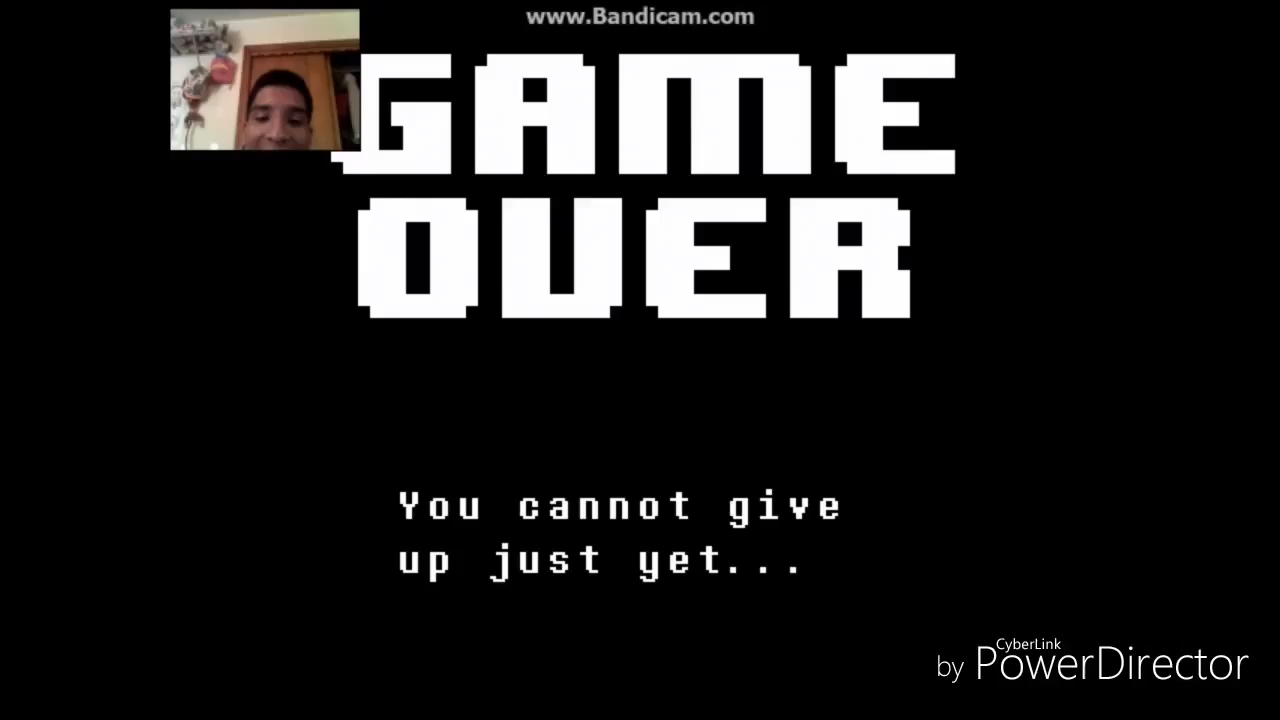 www.Bandicam.com
GAME
OVER
You cannot give
up just yet...
CyberLink
by PowerDirector